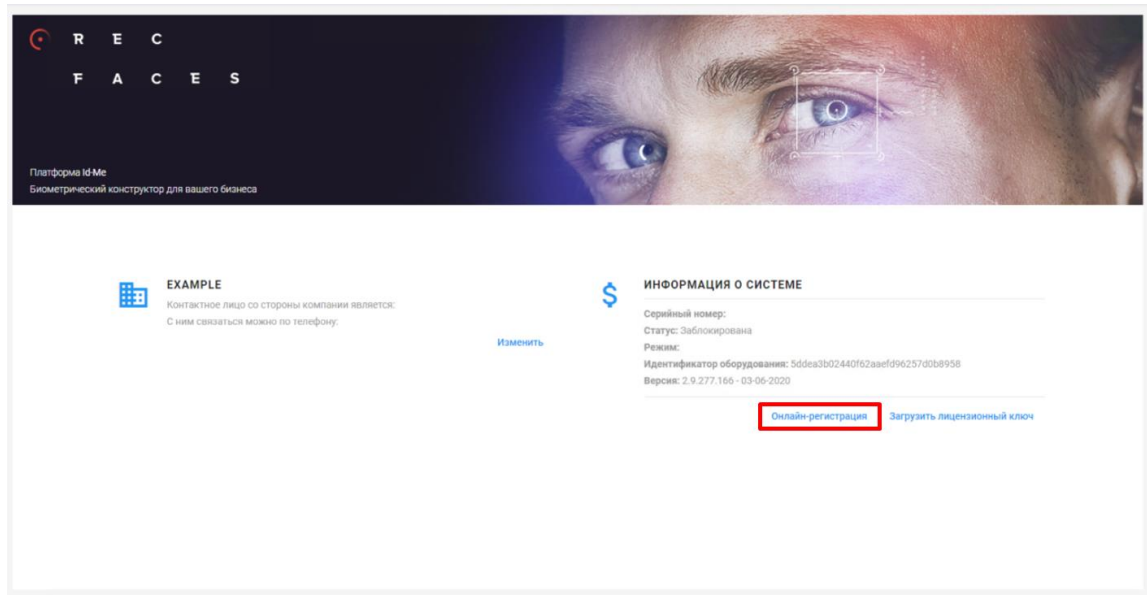 REC
FACES
Платформа Id-Me
Биометрический конструктор для вашего бизнеса
EXAMPLE
Контактное лицо со стороны компании является:
С ним связаться можно по телефону:
Изменить
ИНФОРМАЦИЯ О СИСТЕМЕ
Серийный номер:
Статус: Заблокирована
Режим:
Идентификатор оборудования: 5ddea3b02440f62aaefd96257d0b8958
Версия: 2.9.277.166 - 03-06-2020
Онлайн-регистрация Загрузить лицензионный ключ